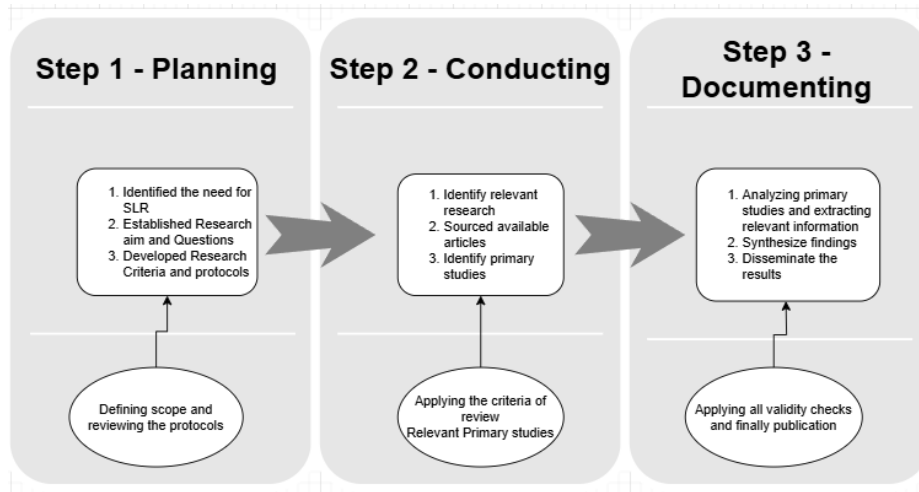 Step 1 - Planning
1. Identified the need for
SLR
2. Established Research
aim and Questions
3. Developed Research
Criteria and protocols
Defining scope and
reviewing the protocols
Step 2 - Conducting
1. Identify relevant
research
2. Sourced available
articles
3. Identify primary
studies
Applying the criteria of
review
Relevant Primary studies
Step 3 -
Documenting
1. Analyzing primary
studies and extracting
relevant information
2. Synthesize findings
3. Disseminate the
results
Applying all validity checks
and finally publication